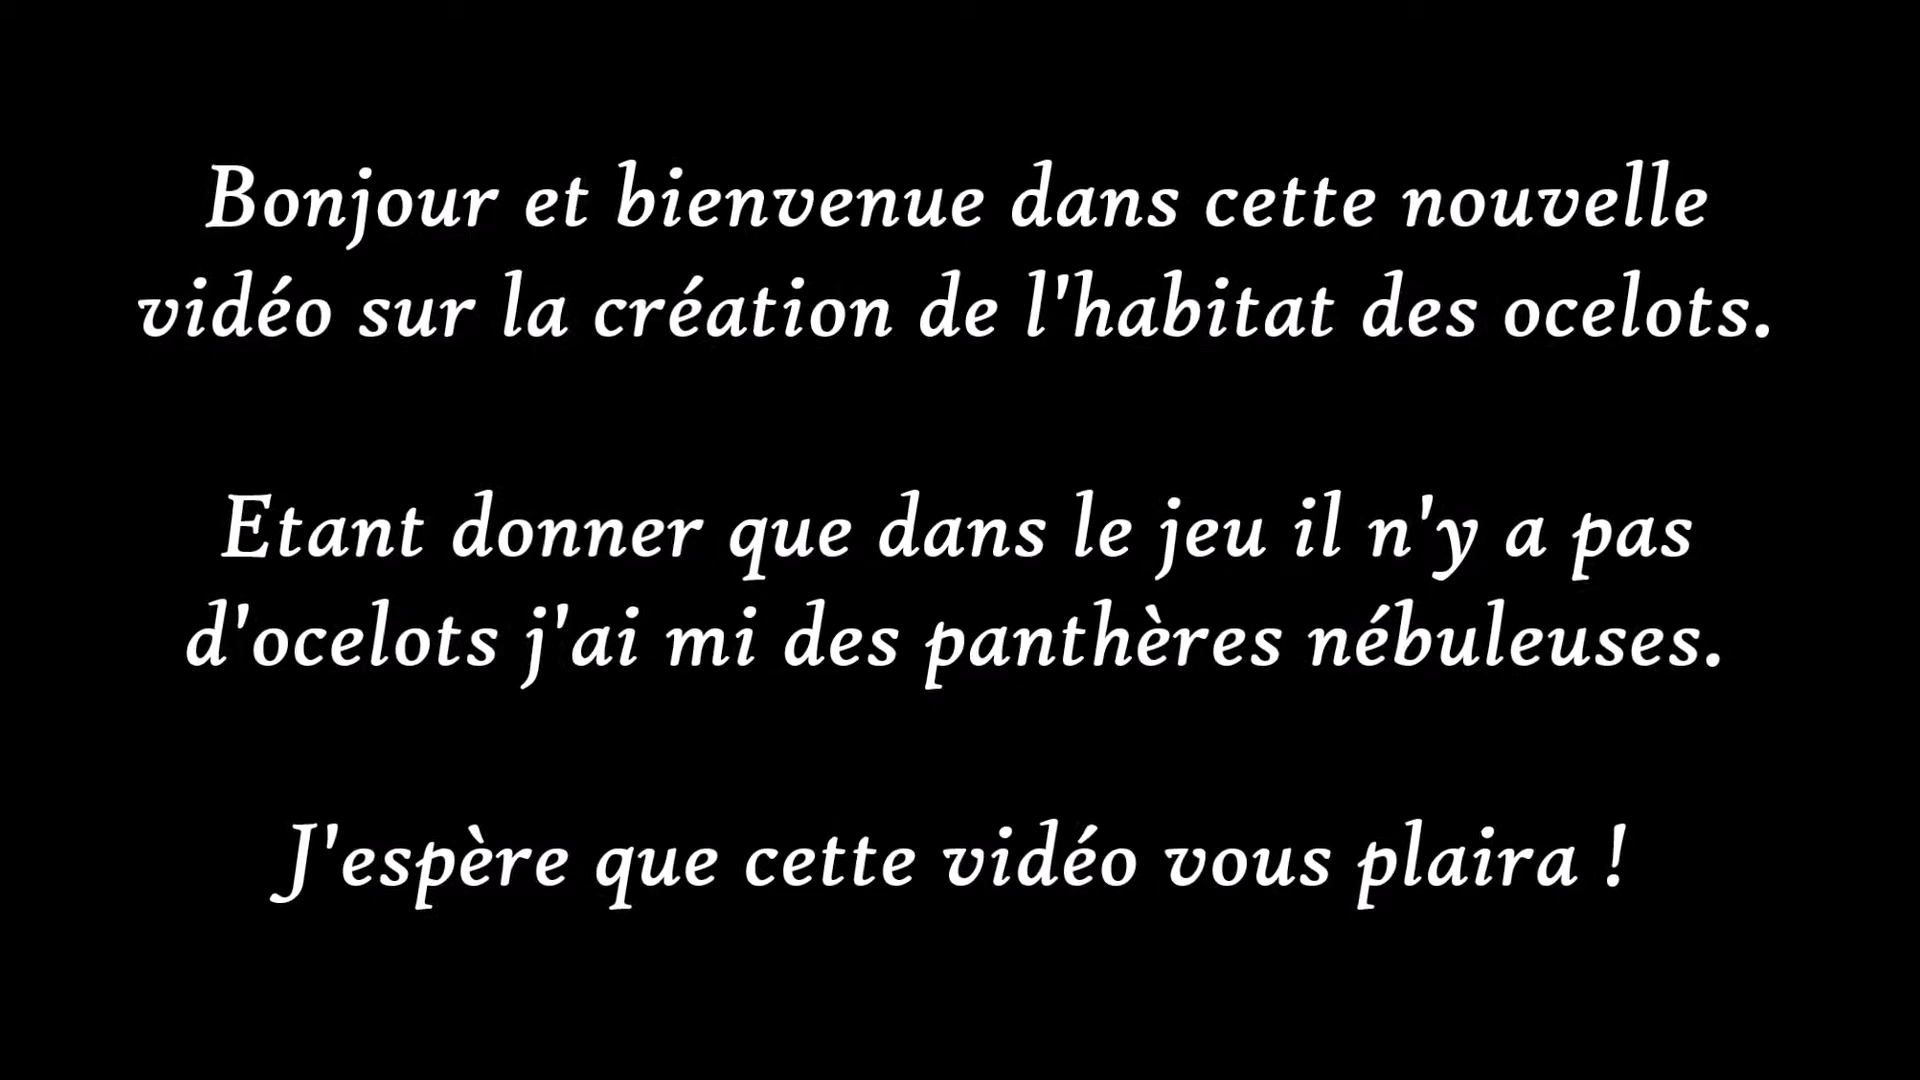 Bonjour et bienvenue dans cette nouvelle
vidéo sur la création de l'habitat des ocelots.
Etant donner que dans le jeu il n'y a pas
d'ocelots j'ai mi des panthères nébuleuses.
J'espère que cette vidéo vous plaira !